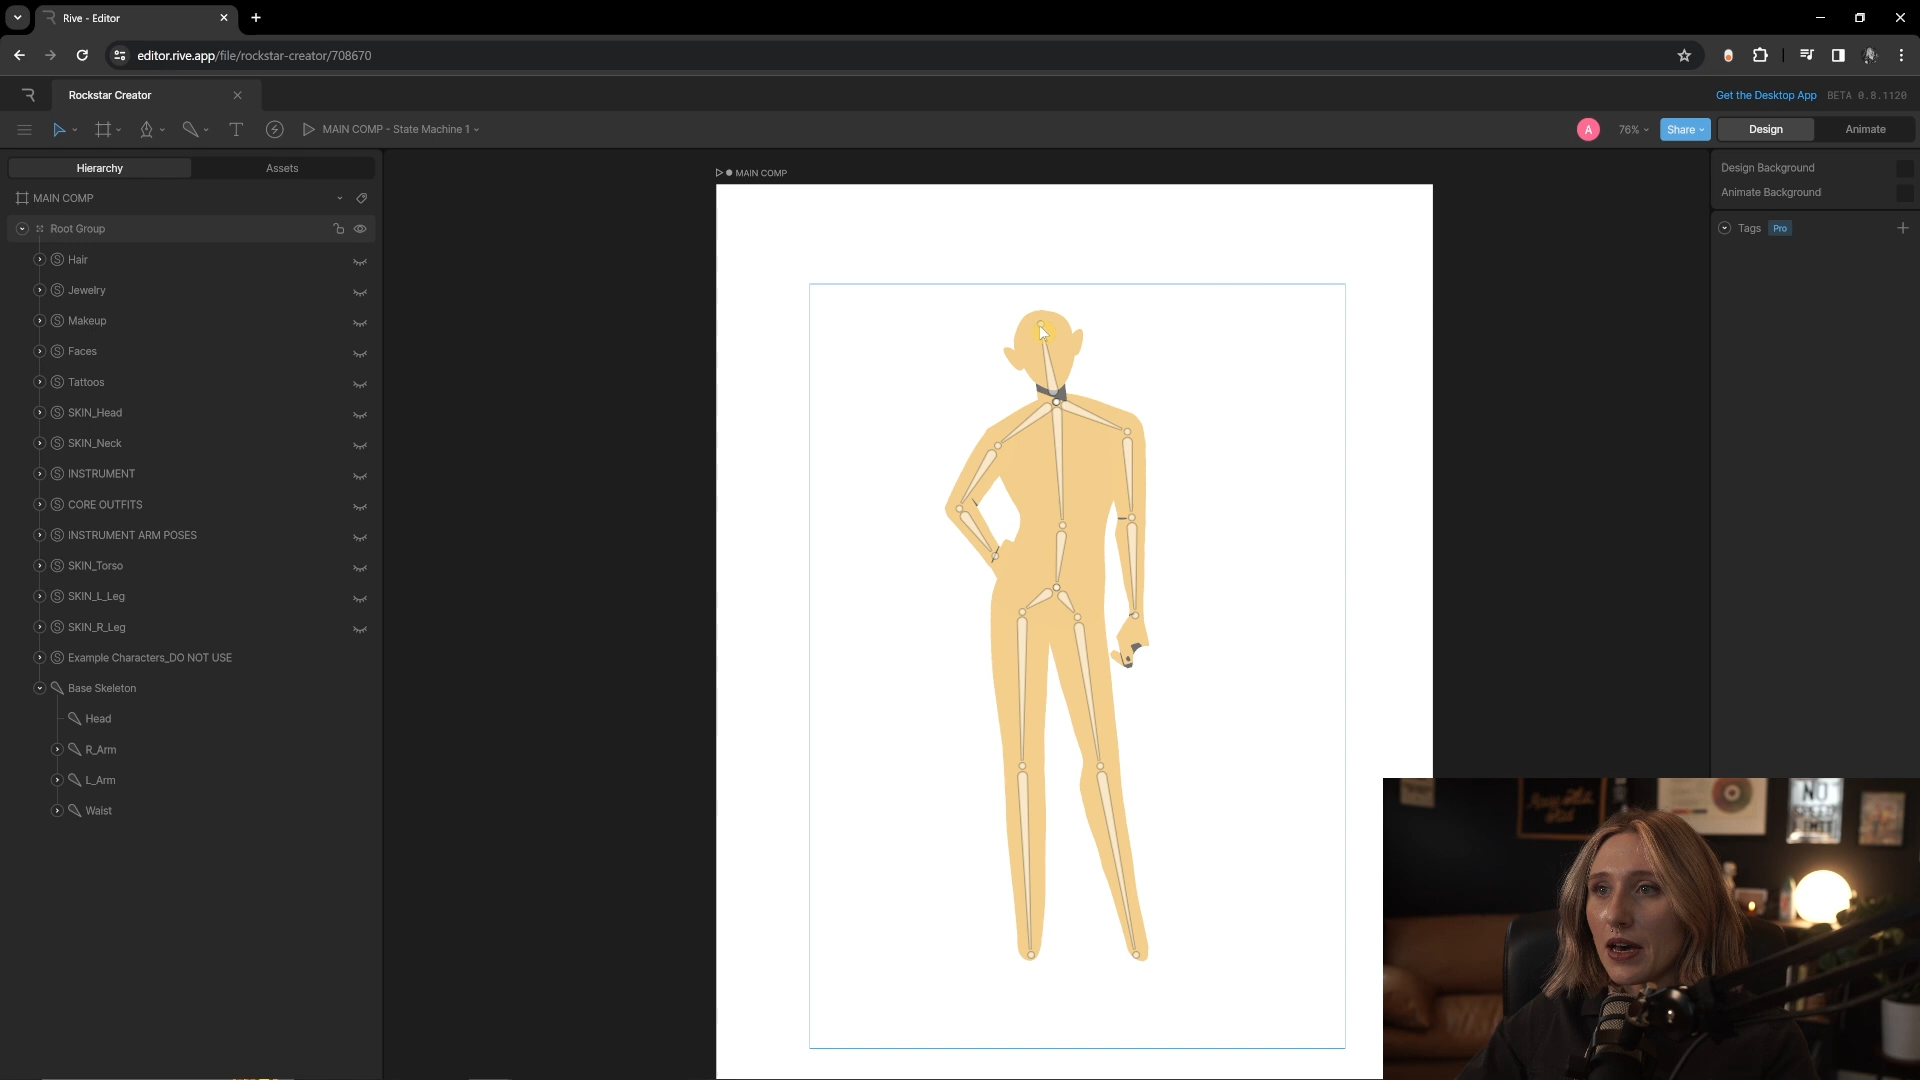 Rive - Editor
editor.rive.app/file/rockstar-creator/708670
Rockstar Creator
Get the Desktop App BETA 0.8.1120
MAIN COMP - State Machine 1
A
76%
Share
Design
Animate
Hierarchy
Assets
MAIN COMP
Root Group
Hair
Jewelry
Makeup
Faces
Tattoos
SKIN_Head
SKIN_Neck
INSTRUMENT
CORE OUTFITS
INSTRUMENT ARM POSES
SKIN_Torso
SKIN_L_Leg
SKIN_R_Leg
Example Characters_DO NOT USE
Base Skeleton
Head
R_Arm
L_Arm
Waist
MAIN COMP
Design Background
Animate Background
Tags Pro
NO
SPEED
LIMIT